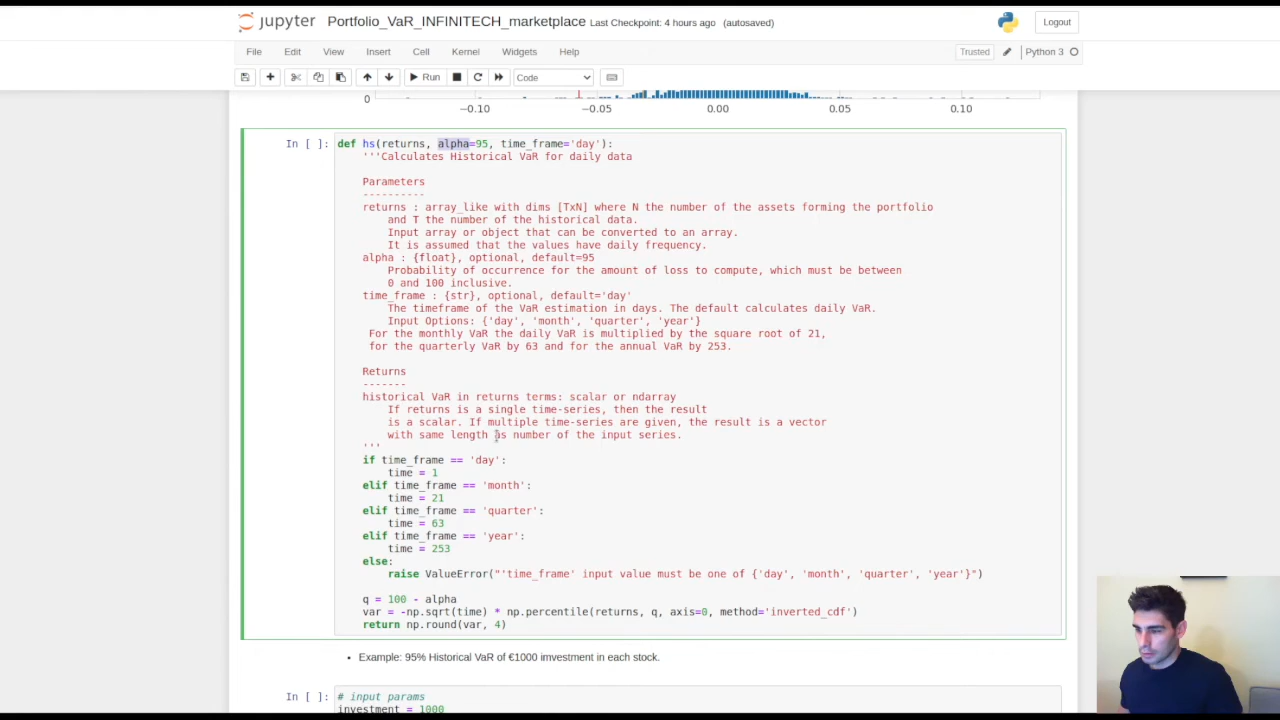 jupyter Portfolio_VaR_INFINITECH_marketplace Last Checkpoint: 4 hours ago (autosaved) Logout
File Edit View Insert Cell Kernel Widgets Help Trusted Python 3
Run Code
0
−0.10 −0.05 0.00 0.05 0.10
In [ ]: def hs(returns, alpha=95, time_frame='day'):
'''Calculates Historical VaR for daily data
Parameters
----------
returns : array_like with dims [TxN] where N the number of the assets forming the portfolio
and T the number of the historical data.
Input array or object that can be converted to an array.
It is assumed that the values have daily frequency.
alpha : {float}, optional, default=95
Probability of occurrence for the amount of loss to compute, which must be between
0 and 100 inclusive.
time_frame : {str}, optional, default='day'
The timeframe of the VaR estimation in days. The default calculates daily VaR.
Input Options: {'day', 'month', 'quarter', 'year'}
For the monthly VaR the daily VaR is multiplied by the square root of 21,
for the quarterly VaR by 63 and for the annual VaR by 253.
Returns
-------
historical VaR in returns terms: scalar or ndarray
If returns is a single time-series, then the result
is a scalar. If multiple time-series are given, the result is a vector
with same length as number of the input series.
'''
if time_frame == 'day':
time = 1
elif time_frame == 'month':
time = 21
elif time_frame == 'quarter':
time = 63
elif time_frame == 'year':
time = 253
else:
raise ValueError("'time_frame' input value must be one of {'day', 'month', 'quarter', 'year'}")
q = 100 - alpha
var = -np.sqrt(time) * np.percentile(returns, q, axis=0, method='inverted_cdf')
return np.round(var, 4)
• Example: 95% Historical VaR of €1000 imvestment in each stock.
In [ ]: # input params
investment = 1000